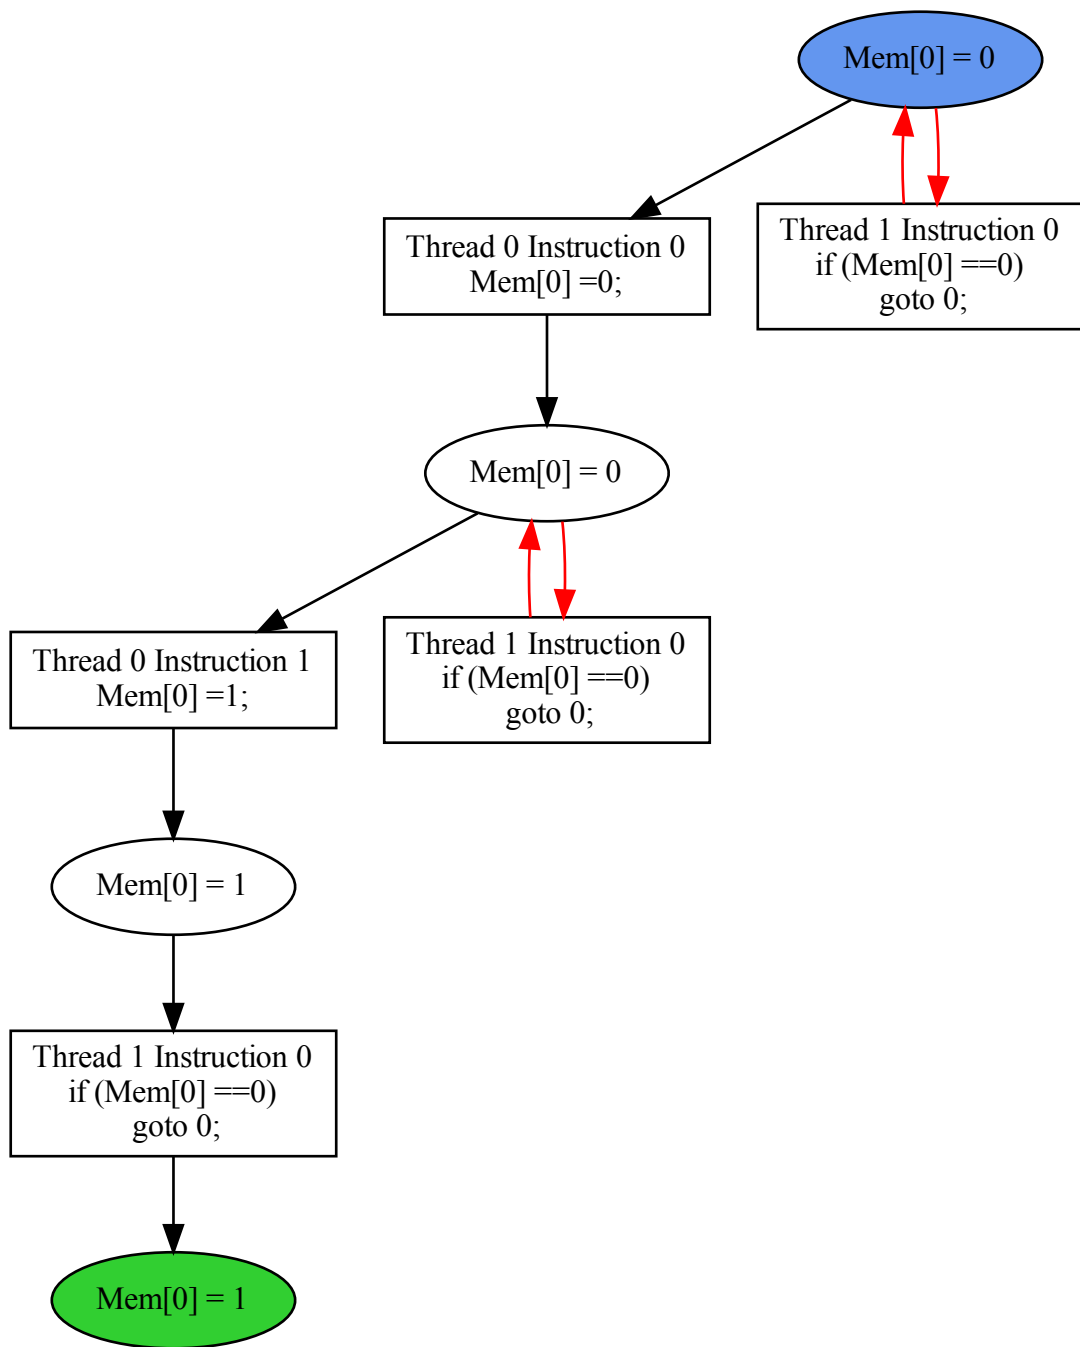 Mem[0] = 0
Thread 0 Instruction 0
Mem[0] =0;
Thread 1 Instruction 0
if (Mem[0] ==0)
goto 0;
Mem[0] = 0
Thread 0 Instruction 1
Mem[0] =1;
Thread 1 Instruction 0
if (Mem[0] ==0)
goto 0;
Mem[0] = 1
Thread 1 Instruction 0
if (Mem[0] ==0)
goto 0;
Mem[0] = 1